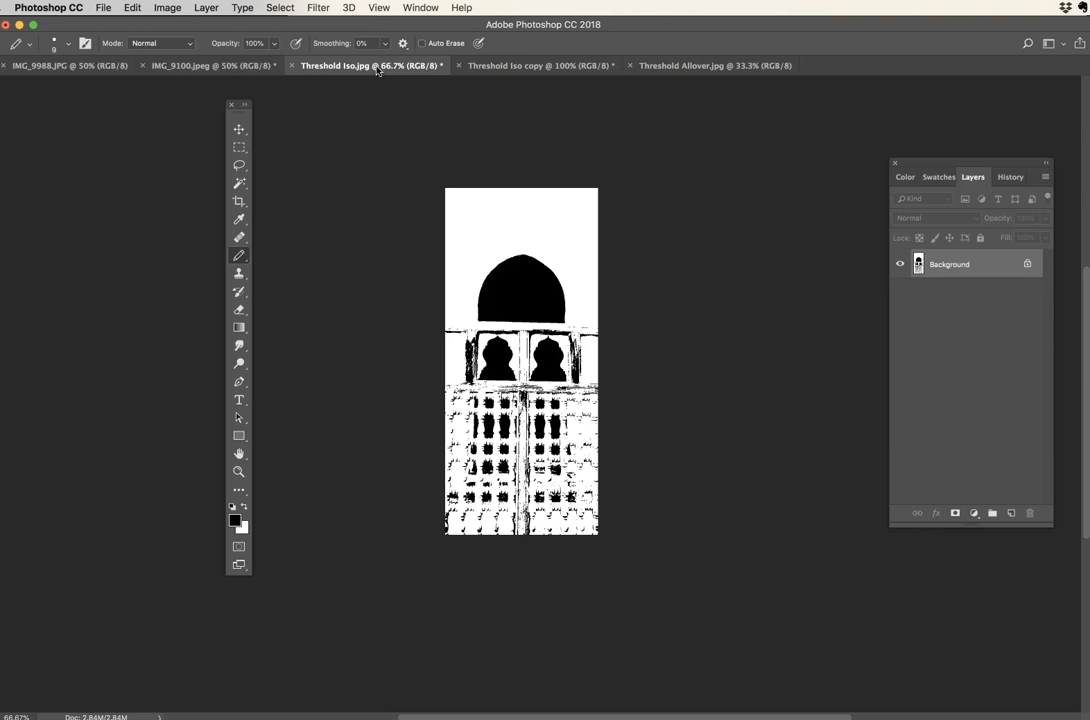 Photoshop CC File Edit Image Layer Type Select Filter 3D View Window Help
Adobe Photoshop CC 2018
9 Mode: Normal Opacity: 100% Smoothing: 0% Auto Erase
IMG_9988.JPG @ 50% (RGB/8) IMG_9100.jpeg @ 50% (RGB/8) * Threshold Iso.jpg @ 66.7% (RGB/8) * Threshold Iso copy @ 100% (RGB/8) * Threshold Allover.jpg @ 33.3% (RGB/8)
Color Swatches Layers History
Kind
Normal Opacity: 100%
Lock: Fill: 100%
Background
66.67% Doc: 2.84M/2.84M